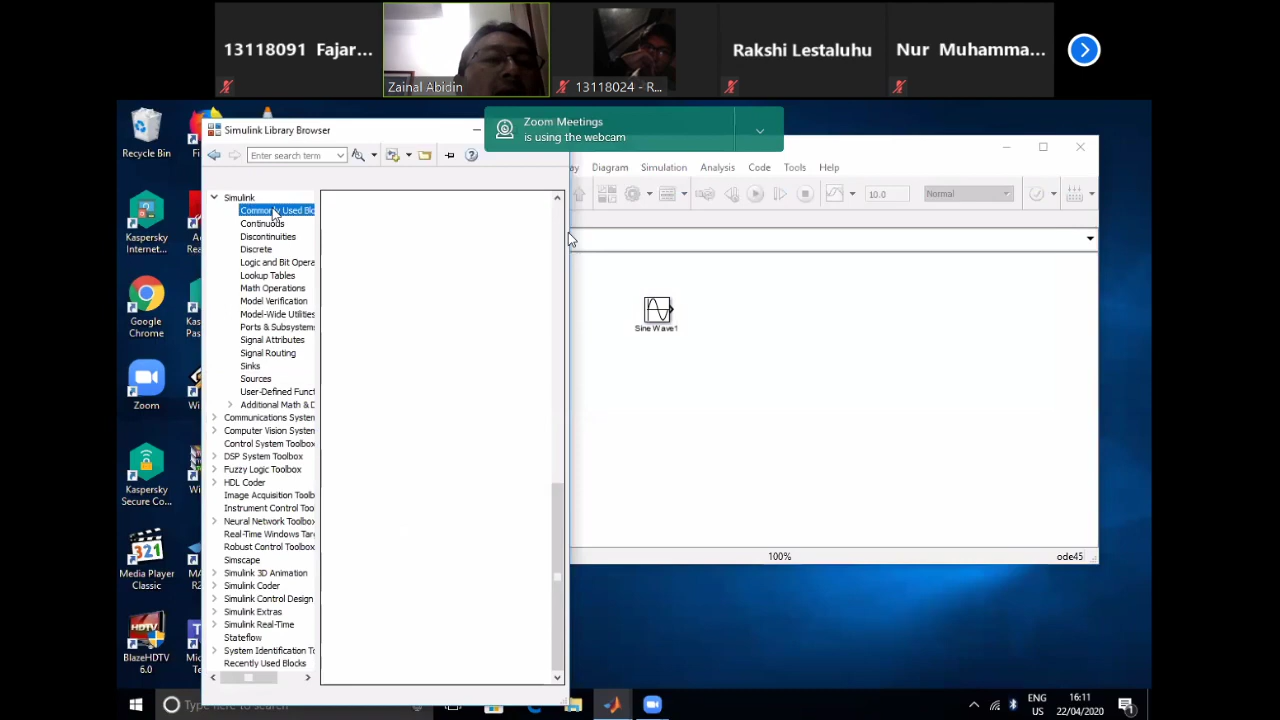 13118091 Fajar...
Zainal Abidin
13118024 - R...
Rakshi Lestaluhu
Nur Muhamma...
Zoom Meetings
is using the webcam
Recycle Bin
Simulink Library Browser
Enter search term
Diagram Simulation Analysis Code Tools Help
10.0
Normal
Simulink
Commonly Used Blo
Continuous
Discontinuities
Discrete
Logic and Bit Opera
Lookup Tables
Math Operations
Model Verification
Model-Wide Utilities
Ports & Subsystems
Signal Attributes
Signal Routing
Sinks
Sources
User-Defined Funct
Additional Math & D
Communications System
Computer Vision System
Control System Toolbox
DSP System Toolbox
Fuzzy Logic Toolbox
HDL Coder
Image Acquisition Toolb
Instrument Control Too
Neural Network Toolbox
Real-Time Windows Targ
Robust Control Toolbox
Simscape
Simulink 3D Animation
Simulink Coder
Simulink Control Design
Simulink Extras
Simulink Real-Time
Stateflow
System Identification To
Recently Used Blocks
Sine Wave1
100%
ode45
Kaspersky
Internet...
Google
Chrome
Zoom
Kaspersky
Secure Co...
Media Player
Classic
BlazeHDTV
6.0
Type here to search
ENG
US
16:11
22/04/2020